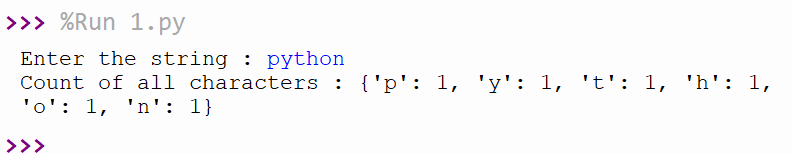 >>> %Run 1.py
Enter the string : python
Count of all characters : {'p': 1, 'y': 1, 't': 1, 'h': 1,
'o': 1, 'n': 1}
>>>